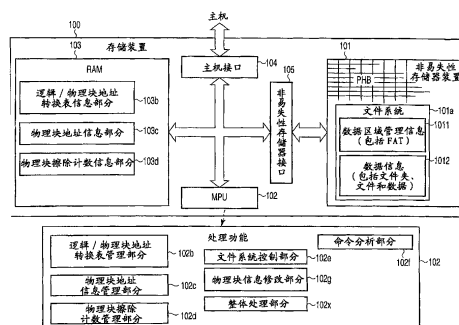 主机
100
存储装置
103
RAM
逻辑/物理块地址
转换表信息部分
103b
物理块地址信息部分
103c
物理块擦除计数信息部分
103d
主机接口
104
105
非易失性存储器接口
MPU
102
101
非易失性
存储器装置
PHB
文件系统
101a
1011
数据区域管理信息
(包括FAT)
1012
数据信息
(包括文件夹、
文件和数据)
处理功能
102
逻辑/物理块地址
转换表管理部分
102b
物理块地址
信息管理部分
102c
物理块擦除
计数管理部分
102d
文件系统控制部分
102e
物理块信息修改部分
102g
整体处理部分
102x
命令分析部分
102f